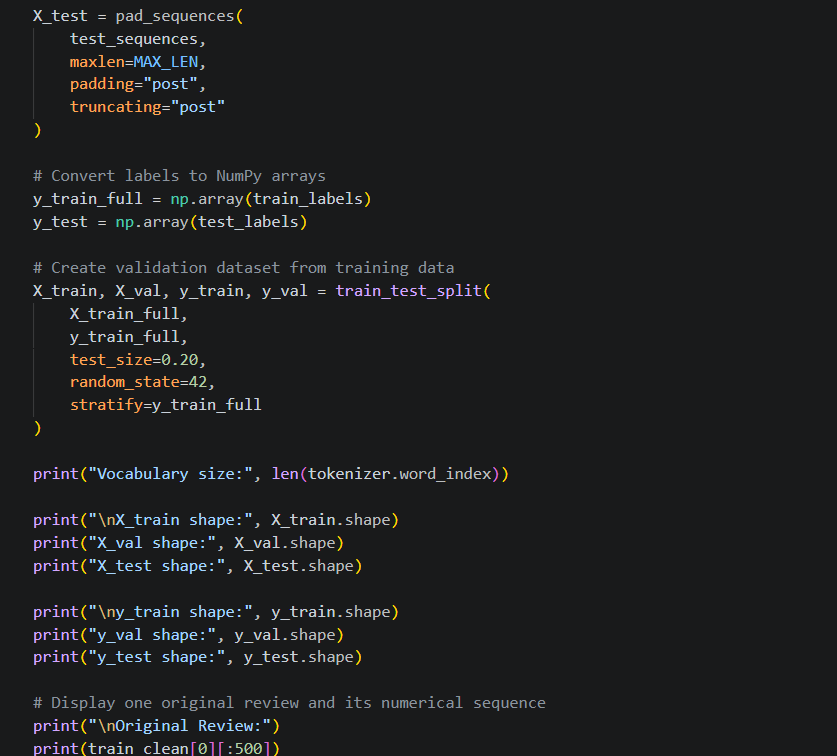 X_test = pad_sequences(
    test_sequences,
    maxlen=MAX_LEN,
    padding="post",
    truncating="post"
)

# Convert labels to NumPy arrays
y_train_full = np.array(train_labels)
y_test = np.array(test_labels)

# Create validation dataset from training data
X_train, X_val, y_train, y_val = train_test_split(
    X_train_full,
    y_train_full,
    test_size=0.20,
    random_state=42,
    stratify=y_train_full
)

print("Vocabulary size:", len(tokenizer.word_index))

print("\nX_train shape:", X_train.shape)
print("X_val shape:", X_val.shape)
print("X_test shape:", X_test.shape)

print("\ny_train shape:", y_train.shape)
print("y_val shape:", y_val.shape)
print("y_test shape:", y_test.shape)

# Display one original review and its numerical sequence
print("\nOriginal Review:")
print(train_clean[0][:500])